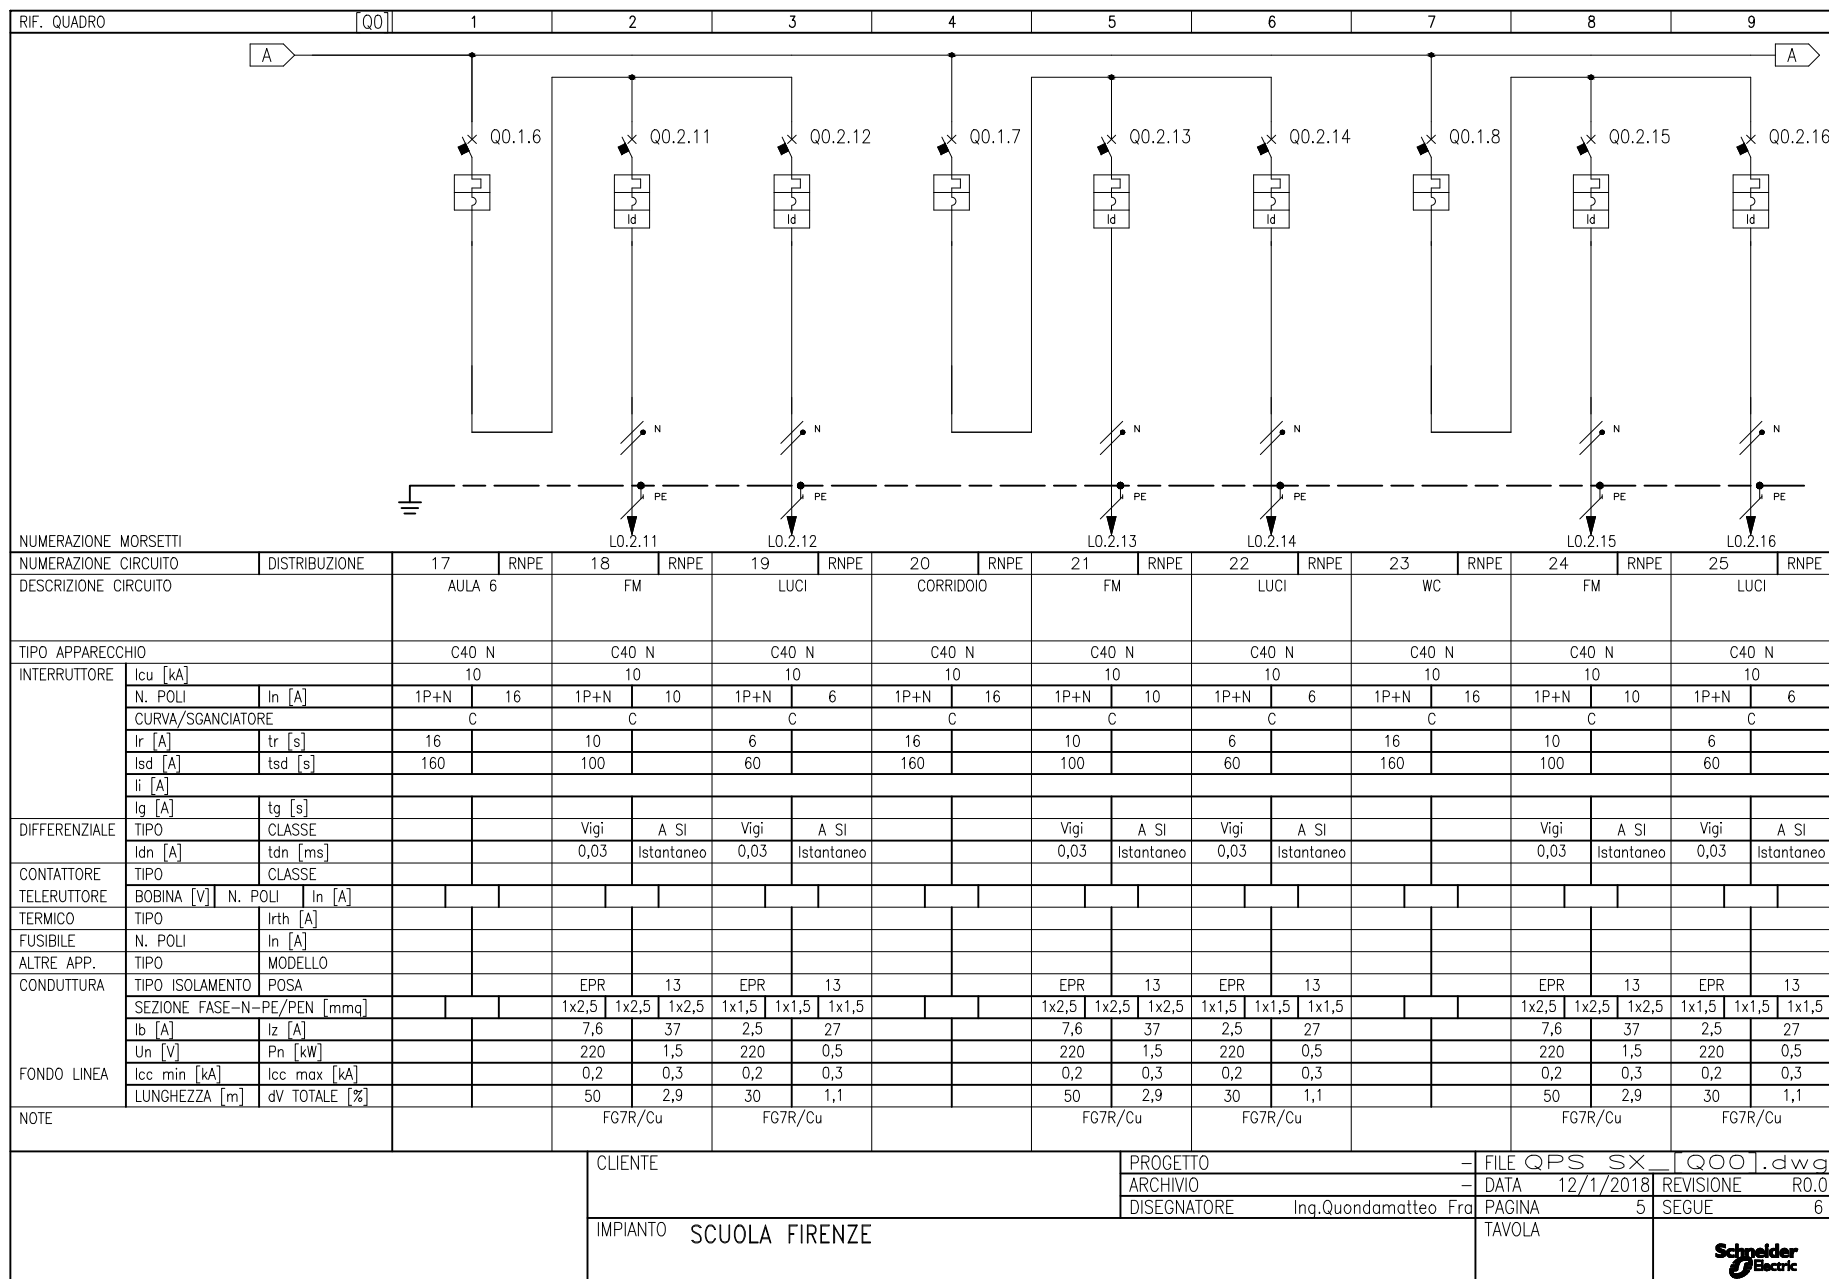 RIF. QUADRO [Q0] 1 2 3 4 5 6 7 8 9
A A
Q0.1.6 Q0.2.11 Q0.2.12 Q0.1.7 Q0.2.13 Q0.2.14 Q0.1.8 Q0.2.15 Q0.2.16
Id Id Id Id Id Id
N N N N N N
PE PE PE PE PE PE
NUMERAZIONE MORSETTI L0.2.11 L0.2.12 L0.2.13 L0.2.14 L0.2.15 L0.2.16
NUMERAZIONE CIRCUITO DISTRIBUZIONE 17 RNPE 18 RNPE 19 RNPE 20 RNPE 21 RNPE 22 RNPE 23 RNPE 24 RNPE 25 RNPE
DESCRIZIONE CIRCUITO AULA 6 FM LUCI CORRIDOIO FM LUCI WC FM LUCI
TIPO APPARECCHIO C40 N C40 N C40 N C40 N C40 N C40 N C40 N C40 N C40 N
INTERRUTTORE Icu [kA] 10 10 10 10 10 10 10 10 10
N. POLI In [A] 1P+N 16 1P+N 10 1P+N 6 1P+N 16 1P+N 10 1P+N 6 1P+N 16 1P+N 10 1P+N 6
CURVA/SGANCIATORE C C C C C C C C C
Ir [A] tr [s] 16 10 6 16 10 6 16 10 6
Isd [A] tsd [s] 160 100 60 160 100 60 160 100 60
Ii [A]
Ig [A] tg [s]
DIFFERENZIALE TIPO CLASSE Vigi A SI Vigi A SI Vigi A SI Vigi A SI Vigi A SI Vigi A SI
Idn [A] tdn [ms] 0,03 Istantaneo 0,03 Istantaneo 0,03 Istantaneo 0,03 Istantaneo 0,03 Istantaneo 0,03 Istantaneo
CONTATTORE TIPO CLASSE
TELERUTTORE BOBINA [V] N. POLI In [A]
TERMICO TIPO Irth [A]
FUSIBILE N. POLI In [A]
ALTRE APP. TIPO MODELLO
CONDUTTURA TIPO ISOLAMENTO POSA EPR 13 EPR 13 EPR 13 EPR 13 EPR 13 EPR 13
SEZIONE FASE-N-PE/PEN [mmq] 1x2,5 1x2,5 1x2,5 1x1,5 1x1,5 1x1,5 1x2,5 1x2,5 1x2,5 1x1,5 1x1,5 1x1,5 1x2,5 1x2,5 1x2,5 1x1,5 1x1,5 1x1,5
Ib [A] Iz [A] 7,6 37 2,5 27 7,6 37 2,5 27 7,6 37 2,5 27
Un [V] Pn [kW] 220 1,5 220 0,5 220 1,5 220 0,5 220 1,5 220 0,5
FONDO LINEA Icc min [kA] Icc max [kA] 0,2 0,3 0,2 0,3 0,2 0,3 0,2 0,3 0,2 0,3 0,2 0,3
LUNGHEZZA [m] dV TOTALE [%] 50 2,9 30 1,1 50 2,9 30 1,1 50 2,9 30 1,1
NOTE FG7R/Cu FG7R/Cu FG7R/Cu FG7R/Cu FG7R/Cu FG7R/Cu
CLIENTE PROGETTO - FILE QPS SX_[Q00].dwg
ARCHIVIO - DATA 12/1/2018 REVISIONE R0.0
DISEGNATORE Ing.Quondamatteo Fra PAGINA 5 SEGUE 6
IMPIANTO SCUOLA FIRENZE TAVOLA
Schneider
Electric